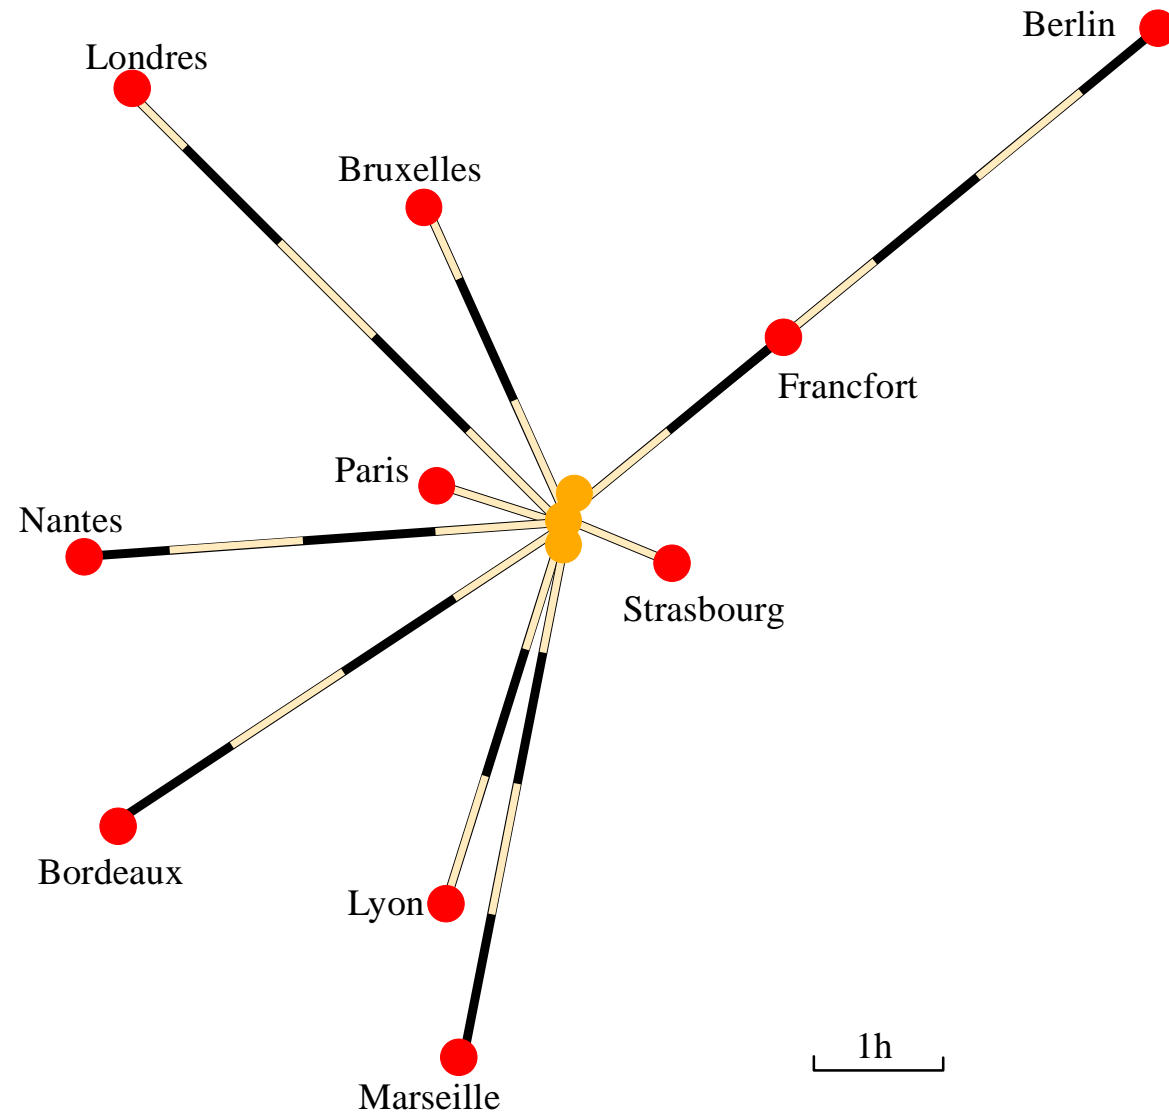 Berlin
Londres
Bruxelles
Francfort
Paris
Nantes
Strasbourg
Bordeaux
Lyon
1h
Marseille